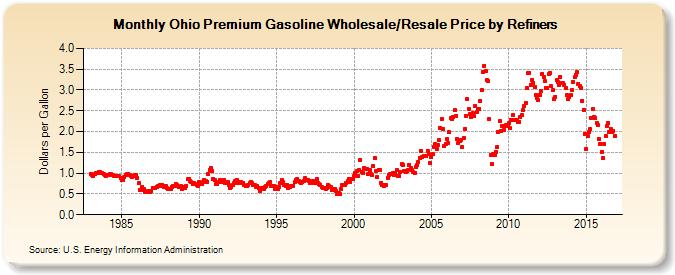 Monthly Ohio Premium Gasoline Wholesale/Resale Price by Refiners
Dollars per Gallon
4.0
3.5
3.0
2.5
2.0
1.5
1.0
0.5
0.0
1985 1990 1995 2000 2005 2010 2015
Source: U.S. Energy Information Administration